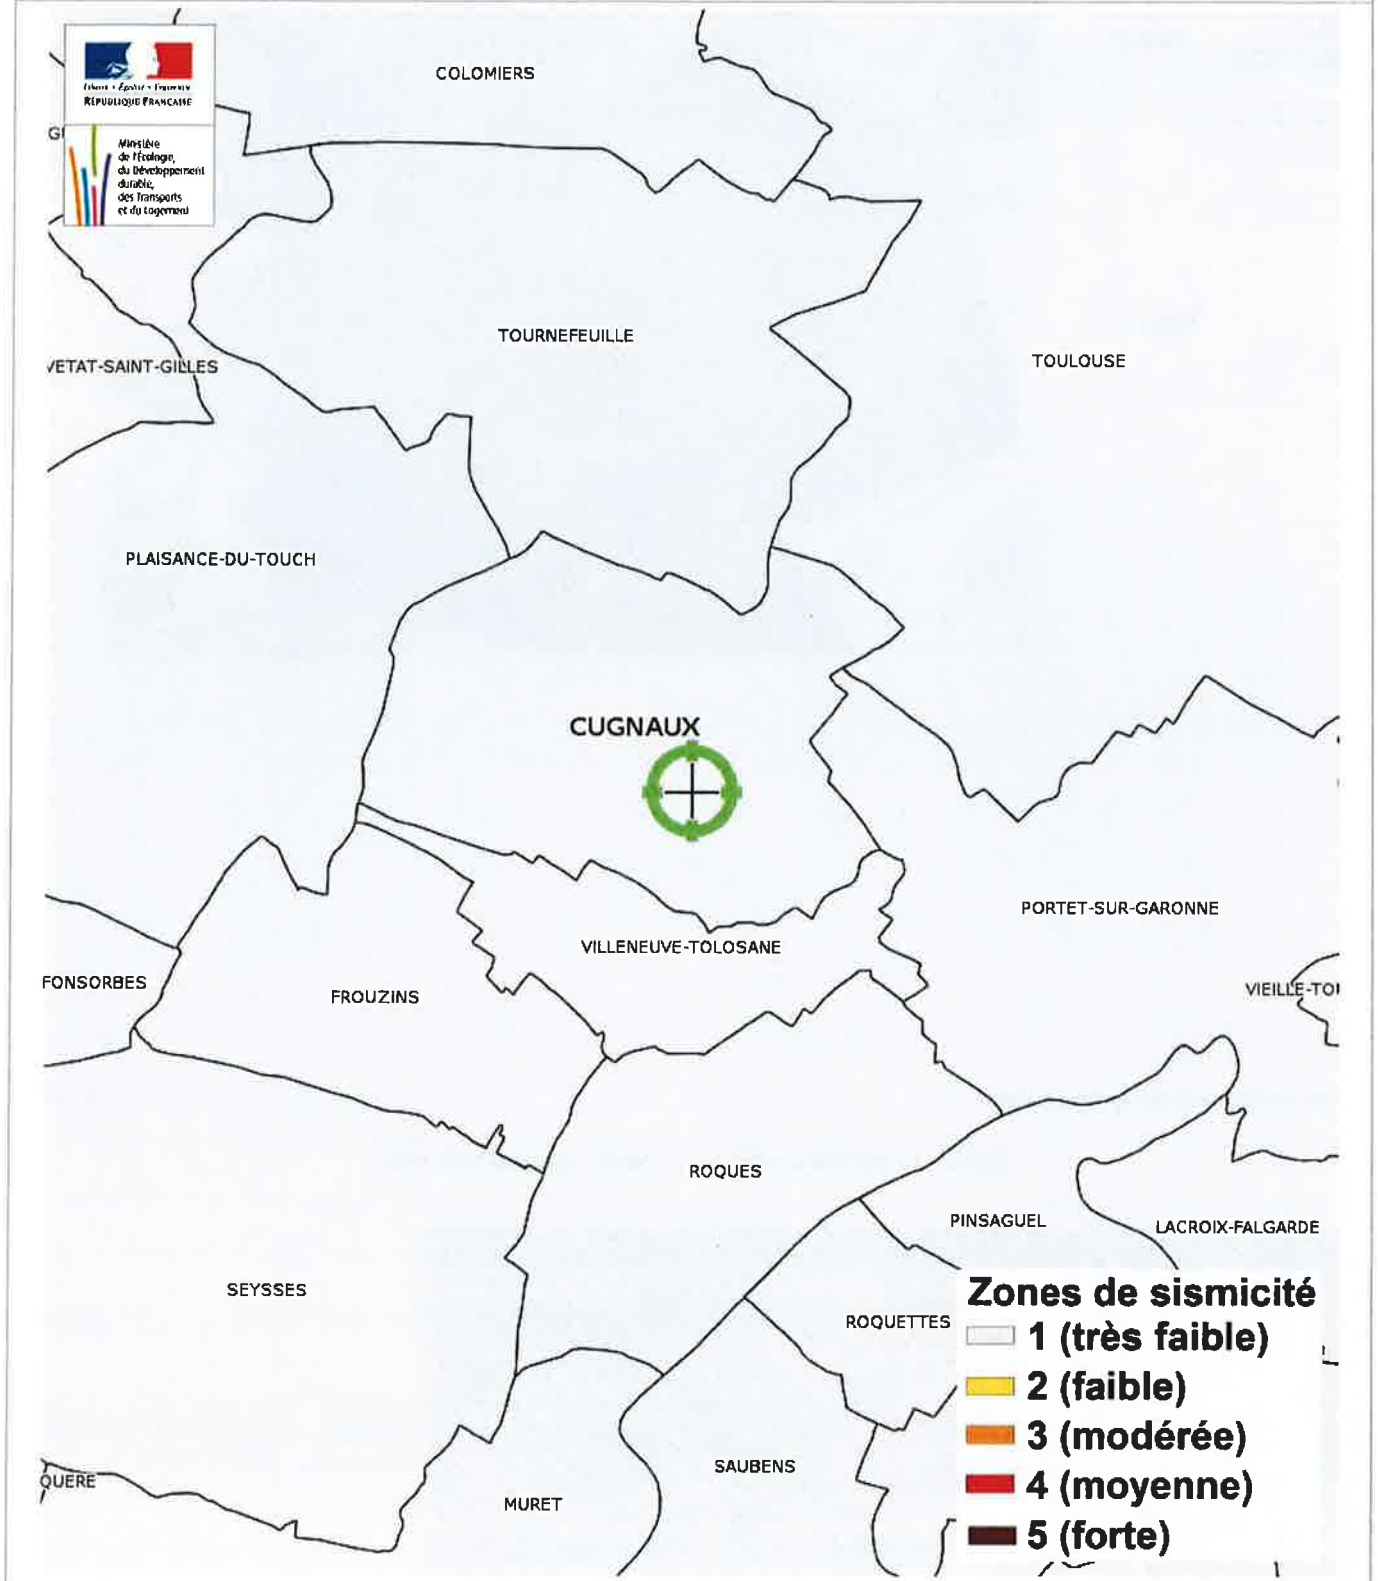 COLOMIERS
Liberté • Égalité • Fraternité
RÉPUBLIQUE FRANÇAISE
G
Ministère
de l'Écologie,
du Développement
durable,
des Transports
et du Logement
TOURNEFEUILLE
TOULOUSE
VETAT-SAINT-GILLES
PLAISANCE-DU-TOUCH
CUGNAUX
PORTET-SUR-GARONNE
VILLENEUVE-TOLOSANE
FONSORBES
VIEILLE-TOU
FROUZINS
ROQUES
PINSAGUEL
LACROIX-FALGARDE
SEYSSES
ROQUETTES
Zones de sismicité
1 (très faible)
2 (faible)
3 (modérée)
4 (moyenne)
5 (forte)
SAUBENS
QUERE
MURET